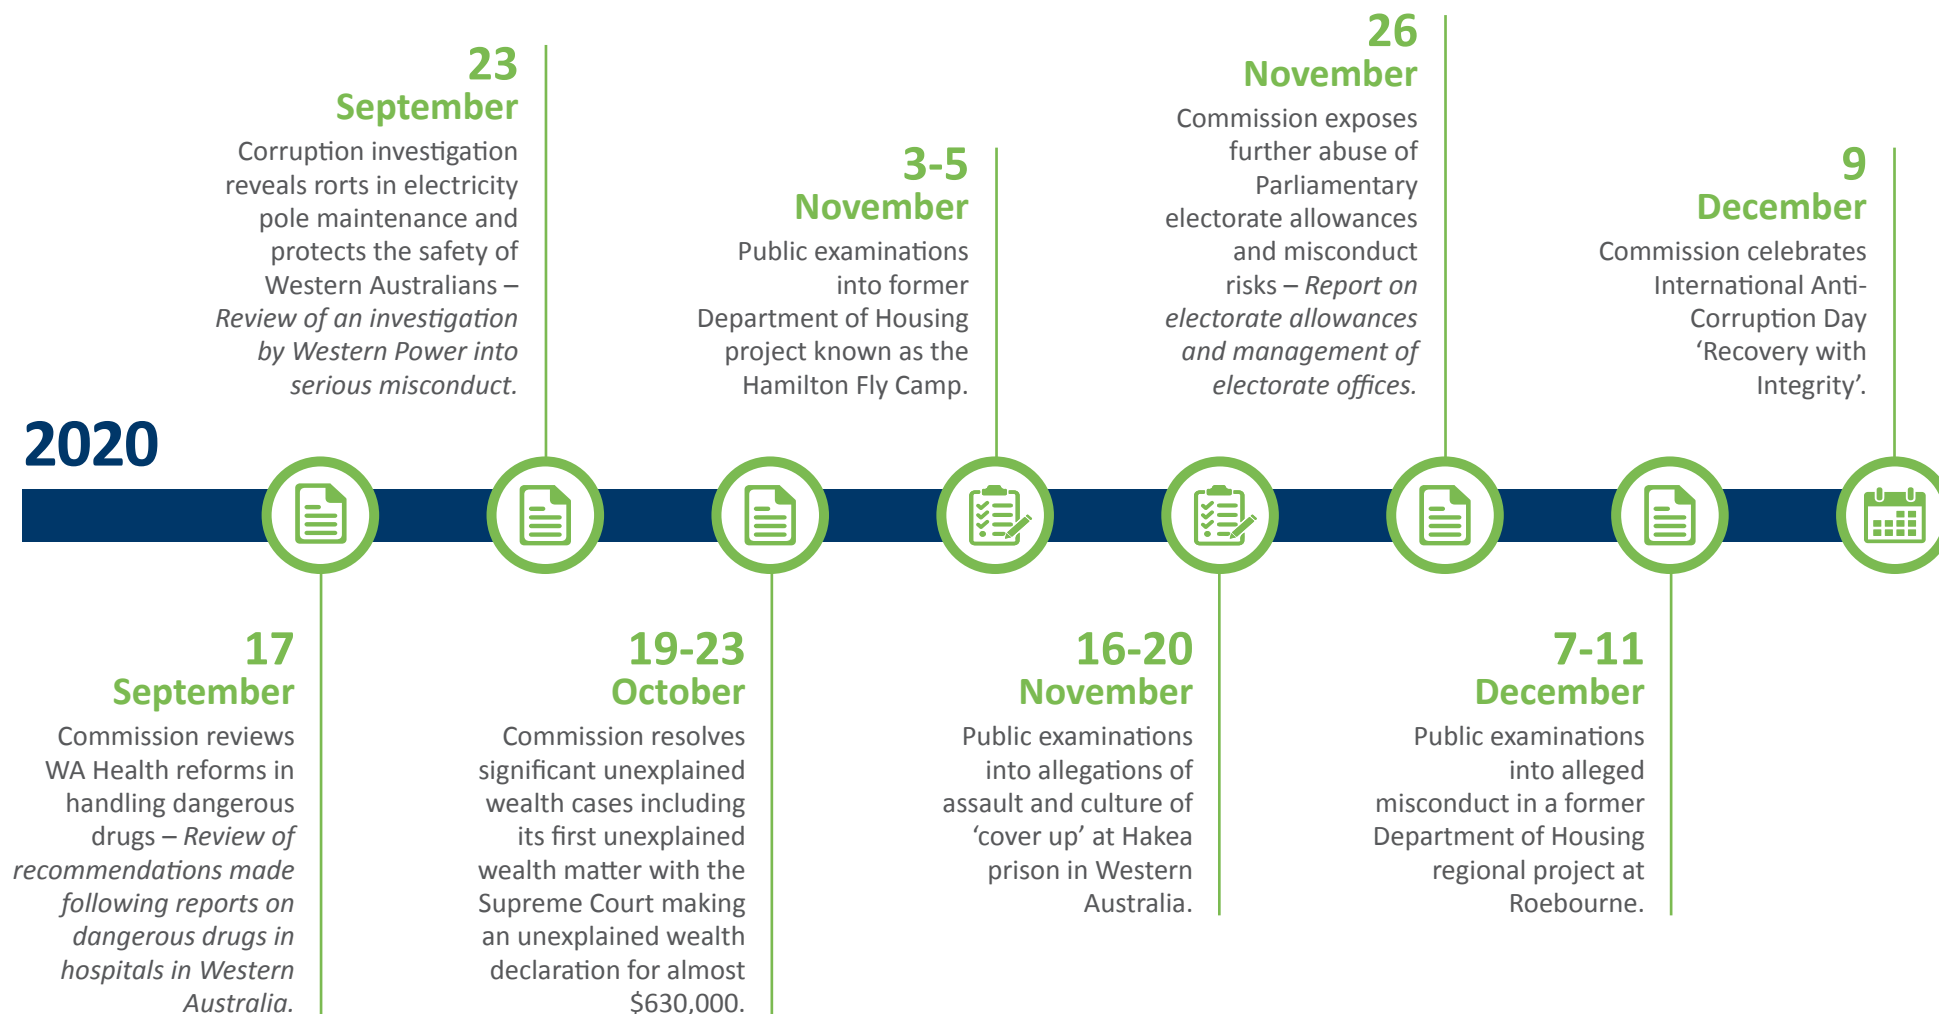 2020
17
September
Commission reviews
WA Health reforms in
handling dangerous
drugs – Review of
recommendations made
following reports on
dangerous drugs in
hospitals in Western
Australia.
23
September
Corruption investigation
reveals rorts in electricity
pole maintenance and
protects the safety of
Western Australians –
Review of an investigation
by Western Power into
serious misconduct.
19-23
October
Commission resolves
significant unexplained
wealth cases including
its first unexplained
wealth matter with the
Supreme Court making
an unexplained wealth
declaration for almost
$630,000.
3-5
November
Public examinations
into former
Department of Housing
project known as the
Hamilton Fly Camp.
16-20
November
Public examinations
into allegations of
assault and culture of
‘cover up’ at Hakea
prison in Western
Australia.
26
November
Commission exposes
further abuse of
Parliamentary
electorate allowances
and misconduct
risks – Report on
electorate allowances
and management of
electorate offices.
7-11
December
Public examinations
into alleged
misconduct in a former
Department of Housing
regional project at
Roebourne.
9
December
Commission celebrates
International Anti-
Corruption Day
‘Recovery with
Integrity’.